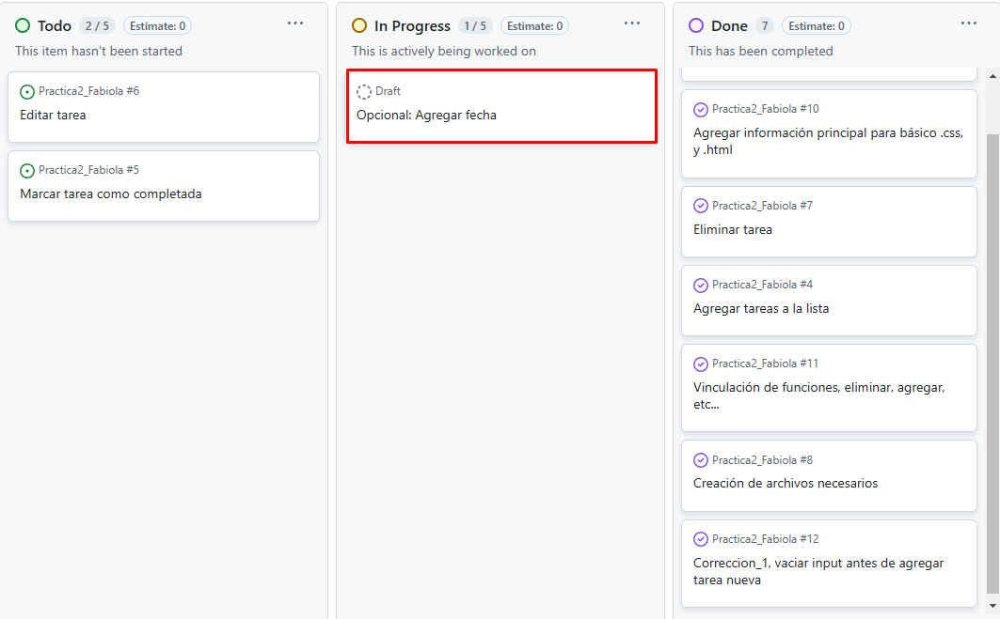 Todo 2 / 5 Estimate: 0
This item hasn't been started
Practica2_Fabiola #6
Editar tarea
Practica2_Fabiola #5
Marcar tarea como completada
In Progress 1 / 5 Estimate: 0
This is actively being worked on
Draft
Opcional: Agregar fecha
Done 7 Estimate: 0
This has been completed
Practica2_Fabiola #10
Agregar información principal para básico .css,
y .html
Practica2_Fabiola #7
Eliminar tarea
Practica2_Fabiola #4
Agregar tareas a la lista
Practica2_Fabiola #11
Vinculación de funciones, eliminar, agregar,
etc...
Practica2_Fabiola #8
Creación de archivos necesarios
Practica2_Fabiola #12
Correccion_1, vaciar input antes de agregar
tarea nueva